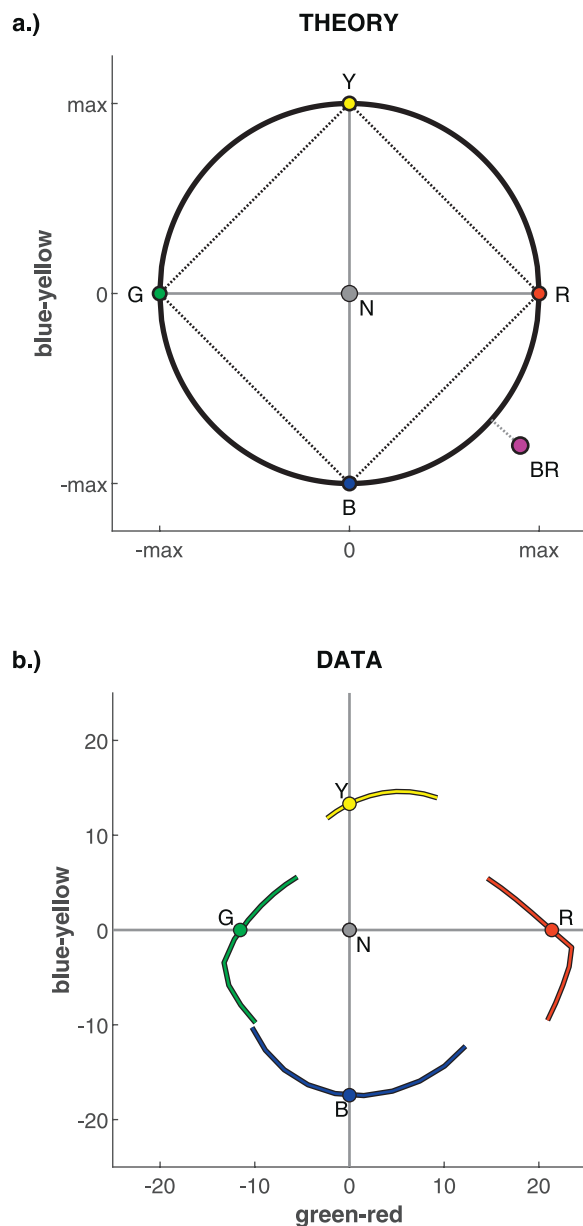 a.) THEORY
Y
max
blue-yellow
0
G
N
R
BR
-max
B
-max 0 max
b.) DATA
20
Y
10
blue-yellow
G
R
0
N
-10
B
-20
-20 -10 0 10 20
green-red